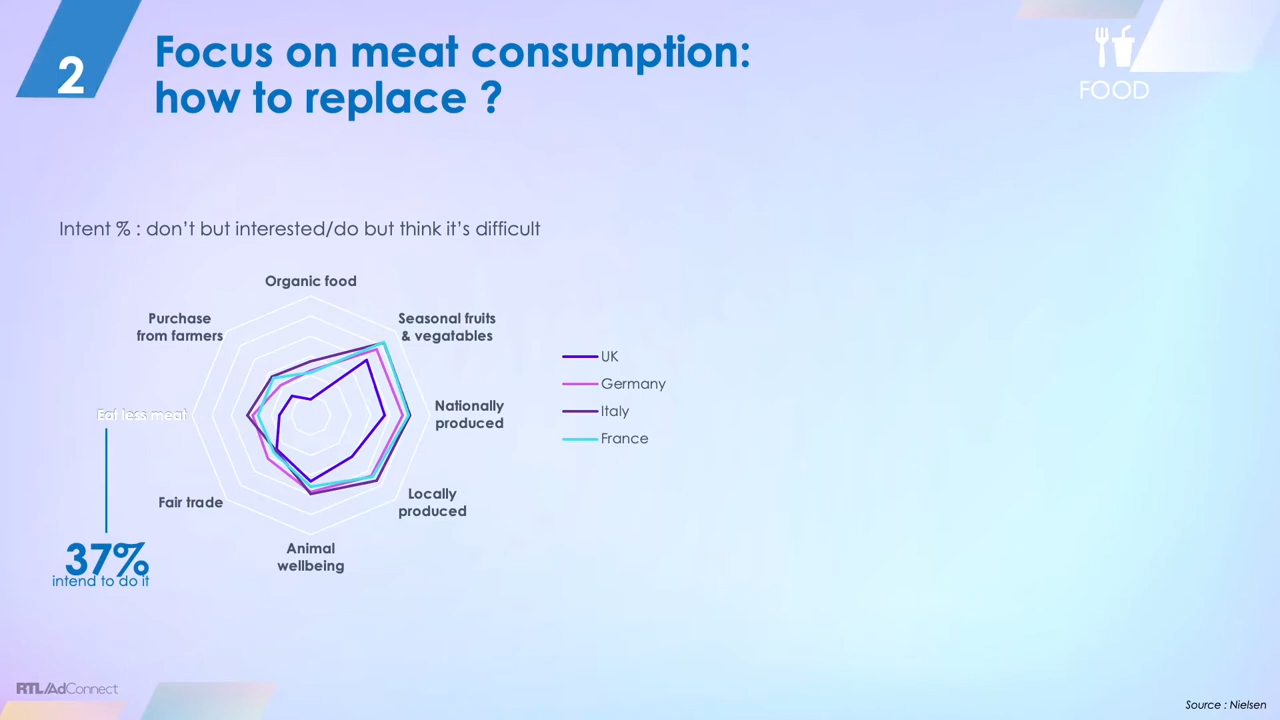 2
Focus on meat consumption:
how to replace ?
FOOD
Intent % : don't but interested/do but think it's difficult
Organic food
Purchase
from farmers
Seasonal fruits
& vegatables
Eat less meat
Nationally
produced
Fair trade
Locally
produced
Animal
wellbeing
UK
Germany
Italy
France
37%
intend to do it
RTL/AdConnect
Source : Nielsen